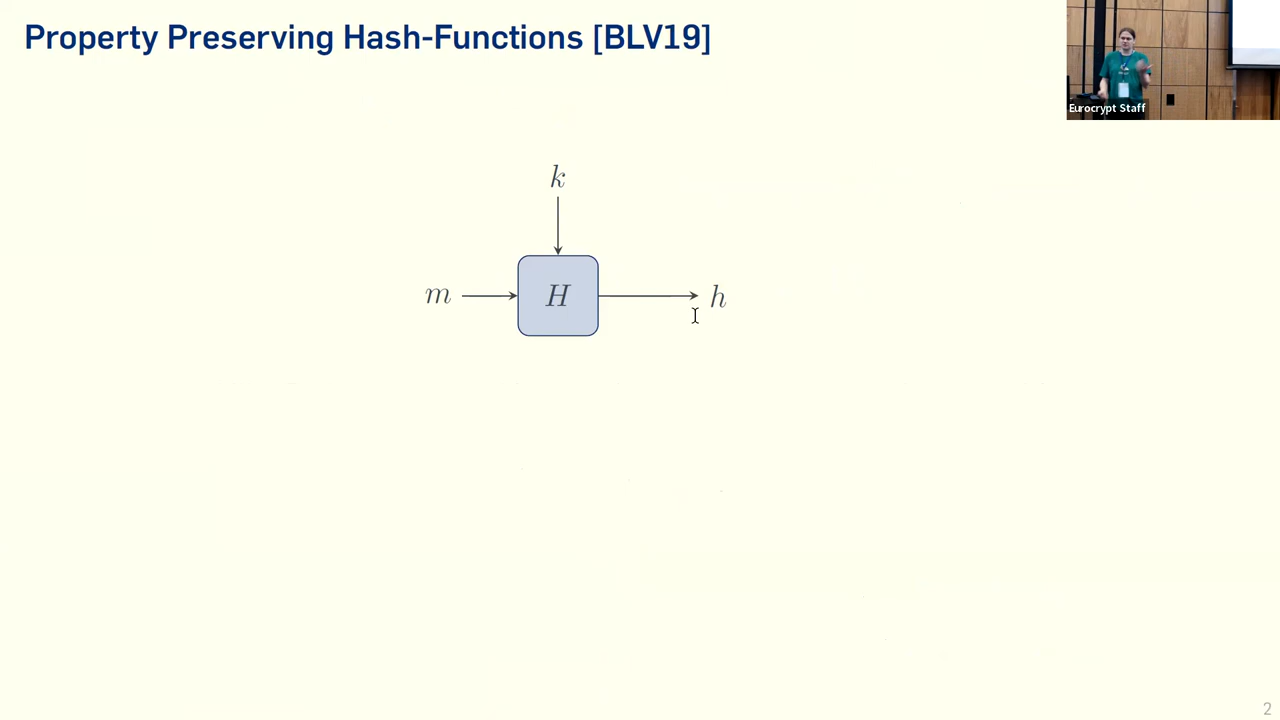 Property Preserving Hash-Functions [BLV19]
Eurocrypt Staff
k
m H h
2